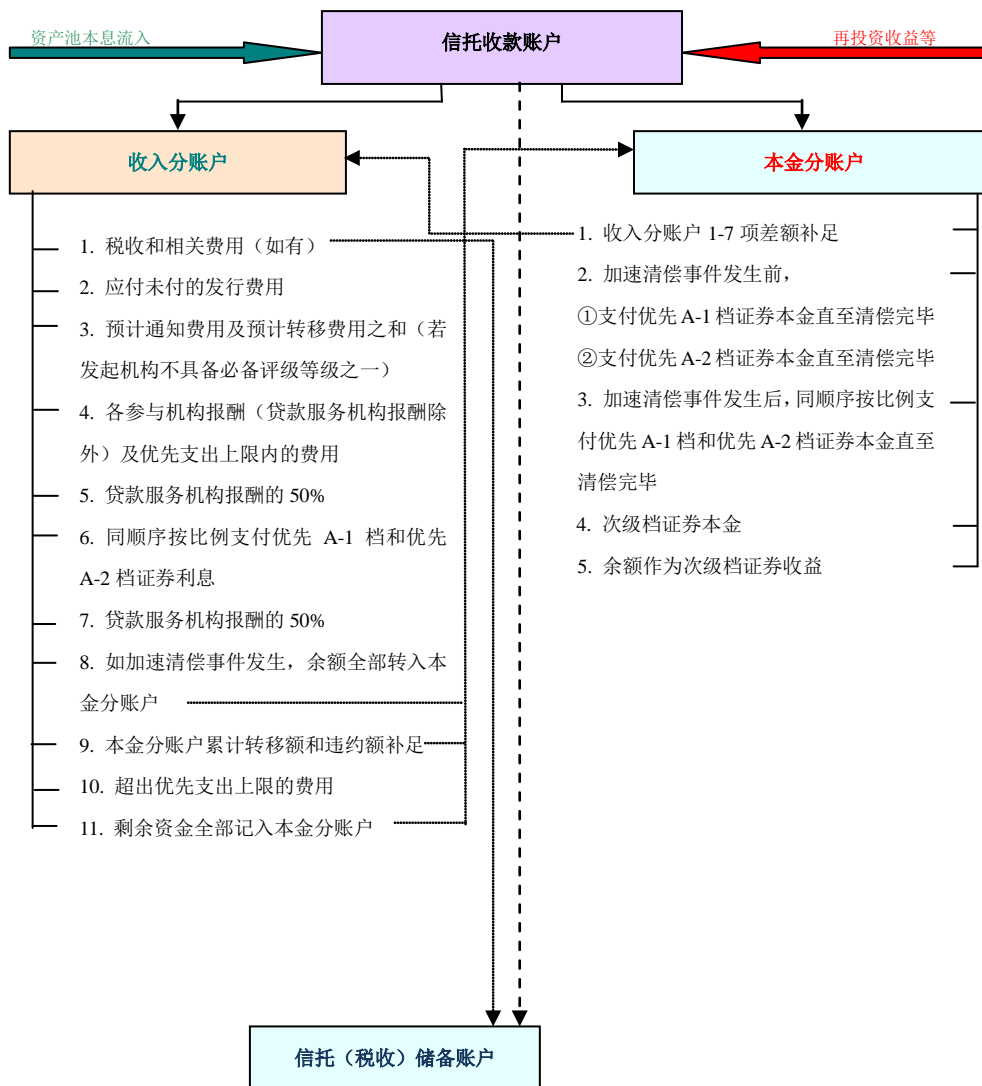 资产池本息流入
信托收款账户
再投资收益等
收入分账户
本金分账户
1. 税收和相关费用（如有）
2. 应付未付的发行费用
3. 预计通知费用及预计转移费用之和（若
发起机构不具备必备评级等级之一）
4. 各参与机构报酬（贷款服务机构报酬除
外）及优先支出上限内的费用
5. 贷款服务机构报酬的 50%
6. 同顺序按比例支付优先 A-1 档和优先
A-2 档证券利息
7. 贷款服务机构报酬的 50%
8. 如加速清偿事件发生，余额全部转入本
金分账户
9. 本金分账户累计转移额和违约额补足
10. 超出优先支出上限的费用
11. 剩余资金全部记入本金分账户
1. 收入分账户 1-7 项差额补足
2. 加速清偿事件发生前，
①支付优先 A-1 档证券本金直至清偿完毕
②支付优先 A-2 档证券本金直至清偿完毕
3. 加速清偿事件发生后，同顺序按比例支
付优先 A-1 档和优先 A-2 档证券本金直至
清偿完毕
4. 次级档证券本金
5. 余额作为次级档证券收益
信托（税收）储备账户